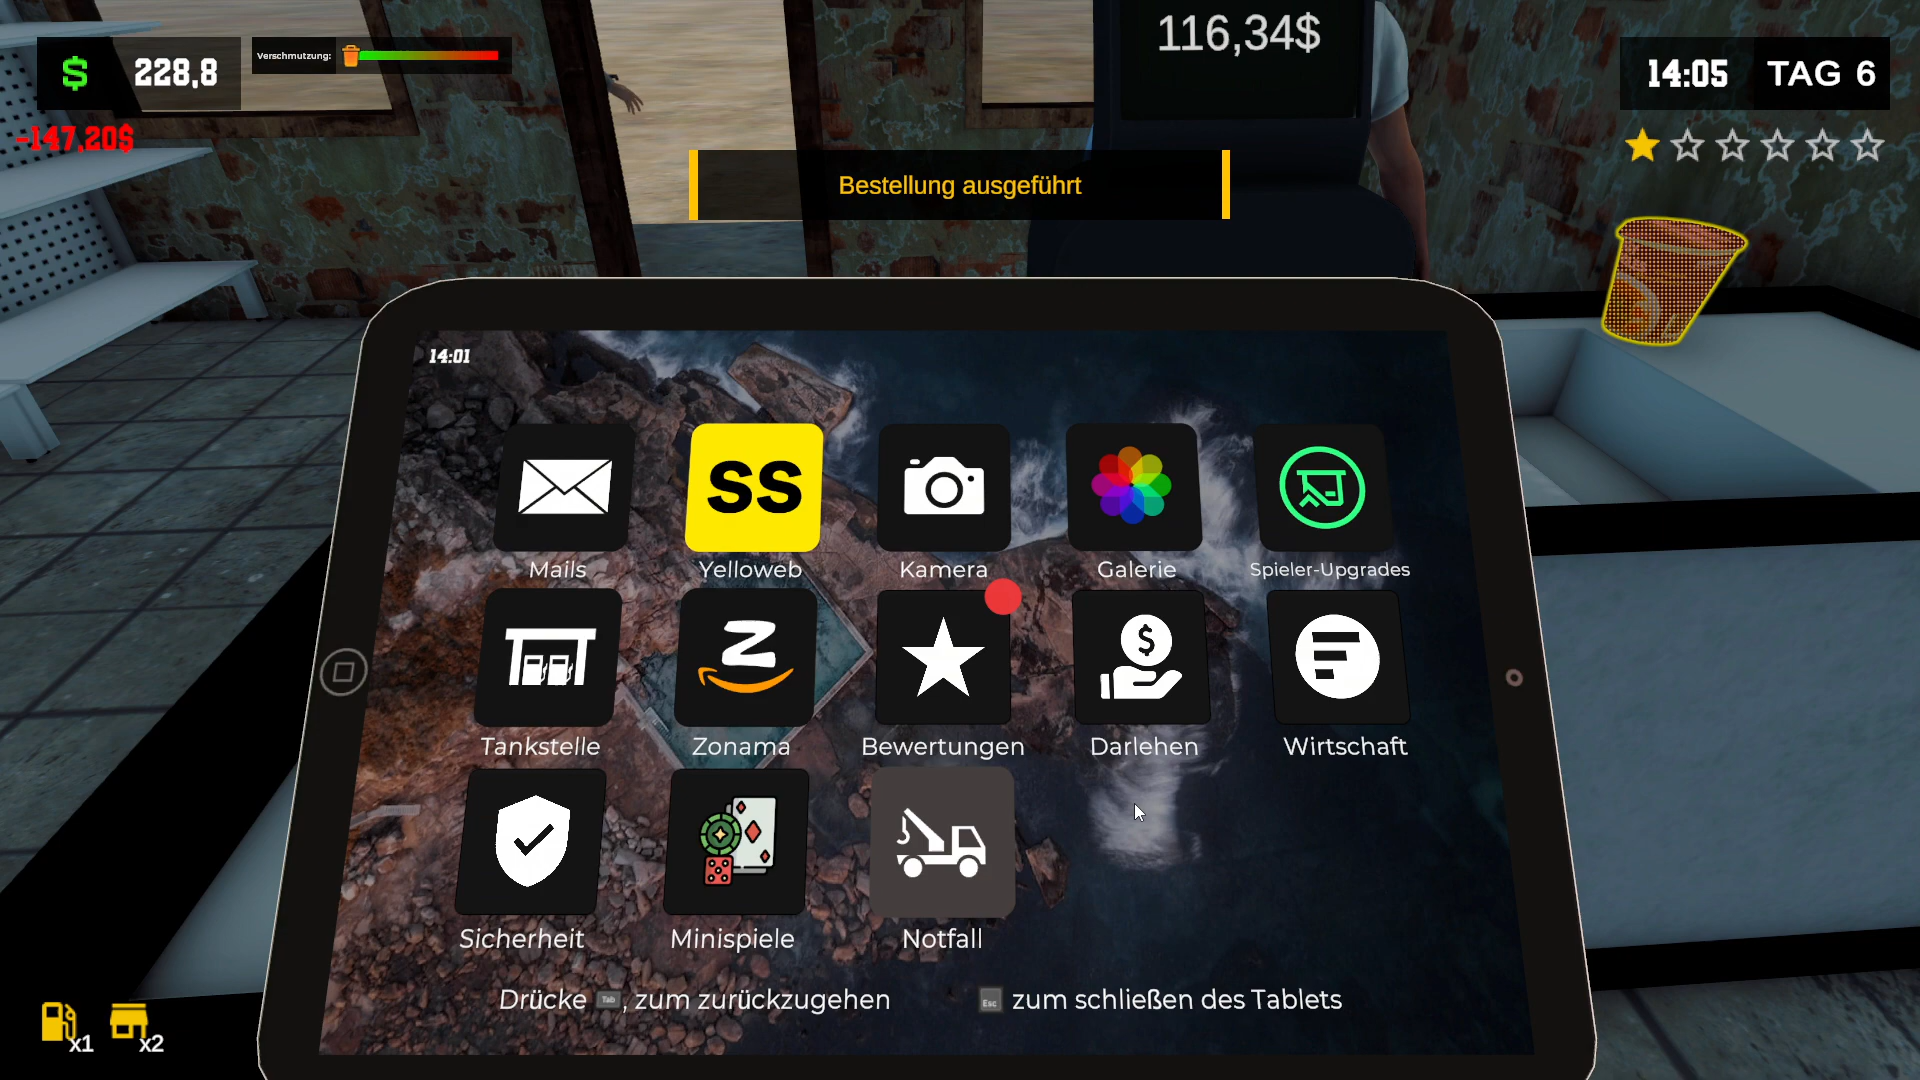 116,34$
$ 228,8
Verschmutzung:
14:05 TAG 6
-147,20$
Bestellung ausgeführt
14:01
SS
Mails
Yelloweb
Kamera
Galerie
Spieler-Upgrades
Z
$
Tankstelle
Zonama
Bewertungen
Darlehen
Wirtschaft
Sicherheit
Minispiele
Notfall
Drücke Tab, zum zurückzugehen
Esc zum schließen des Tablets
x1
x2